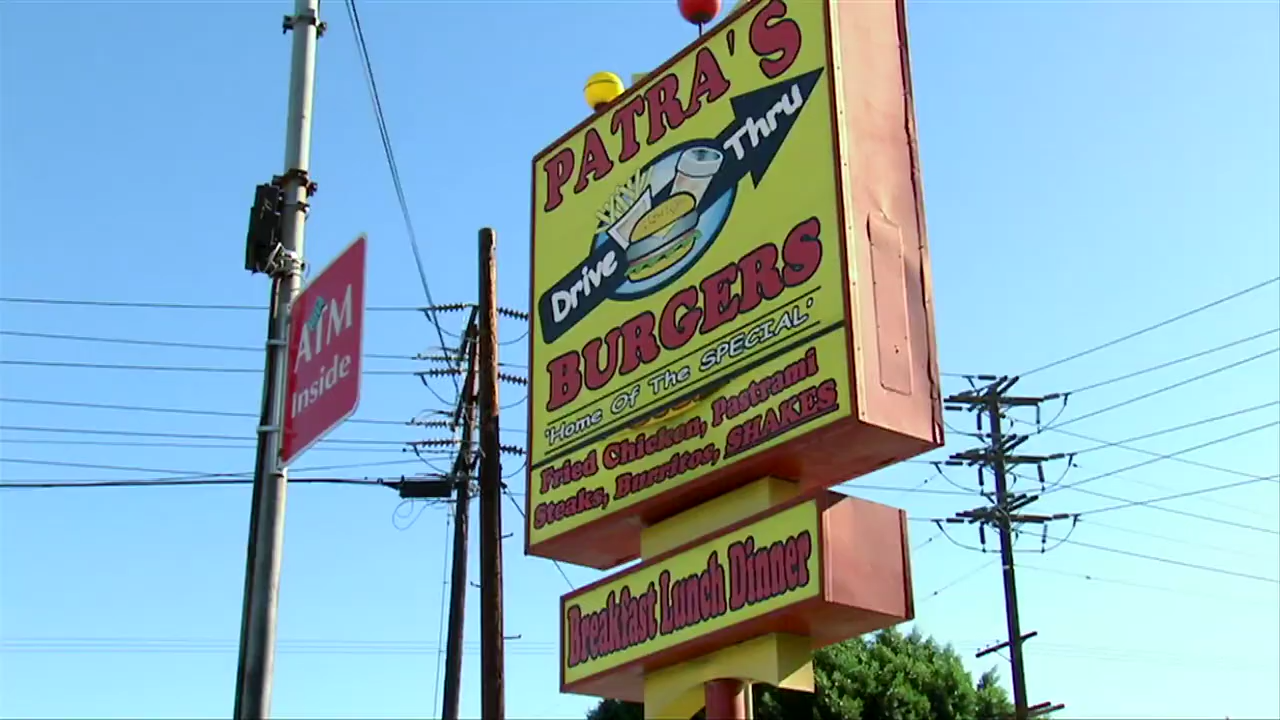 PATRA'S
Drive Thru
BURGERS
'Home Of The SPECIAL'
Fried Chicken, Pastrami
Steaks, Burritos, SHAKES
Breakfast Lunch Dinner
ATM
Inside